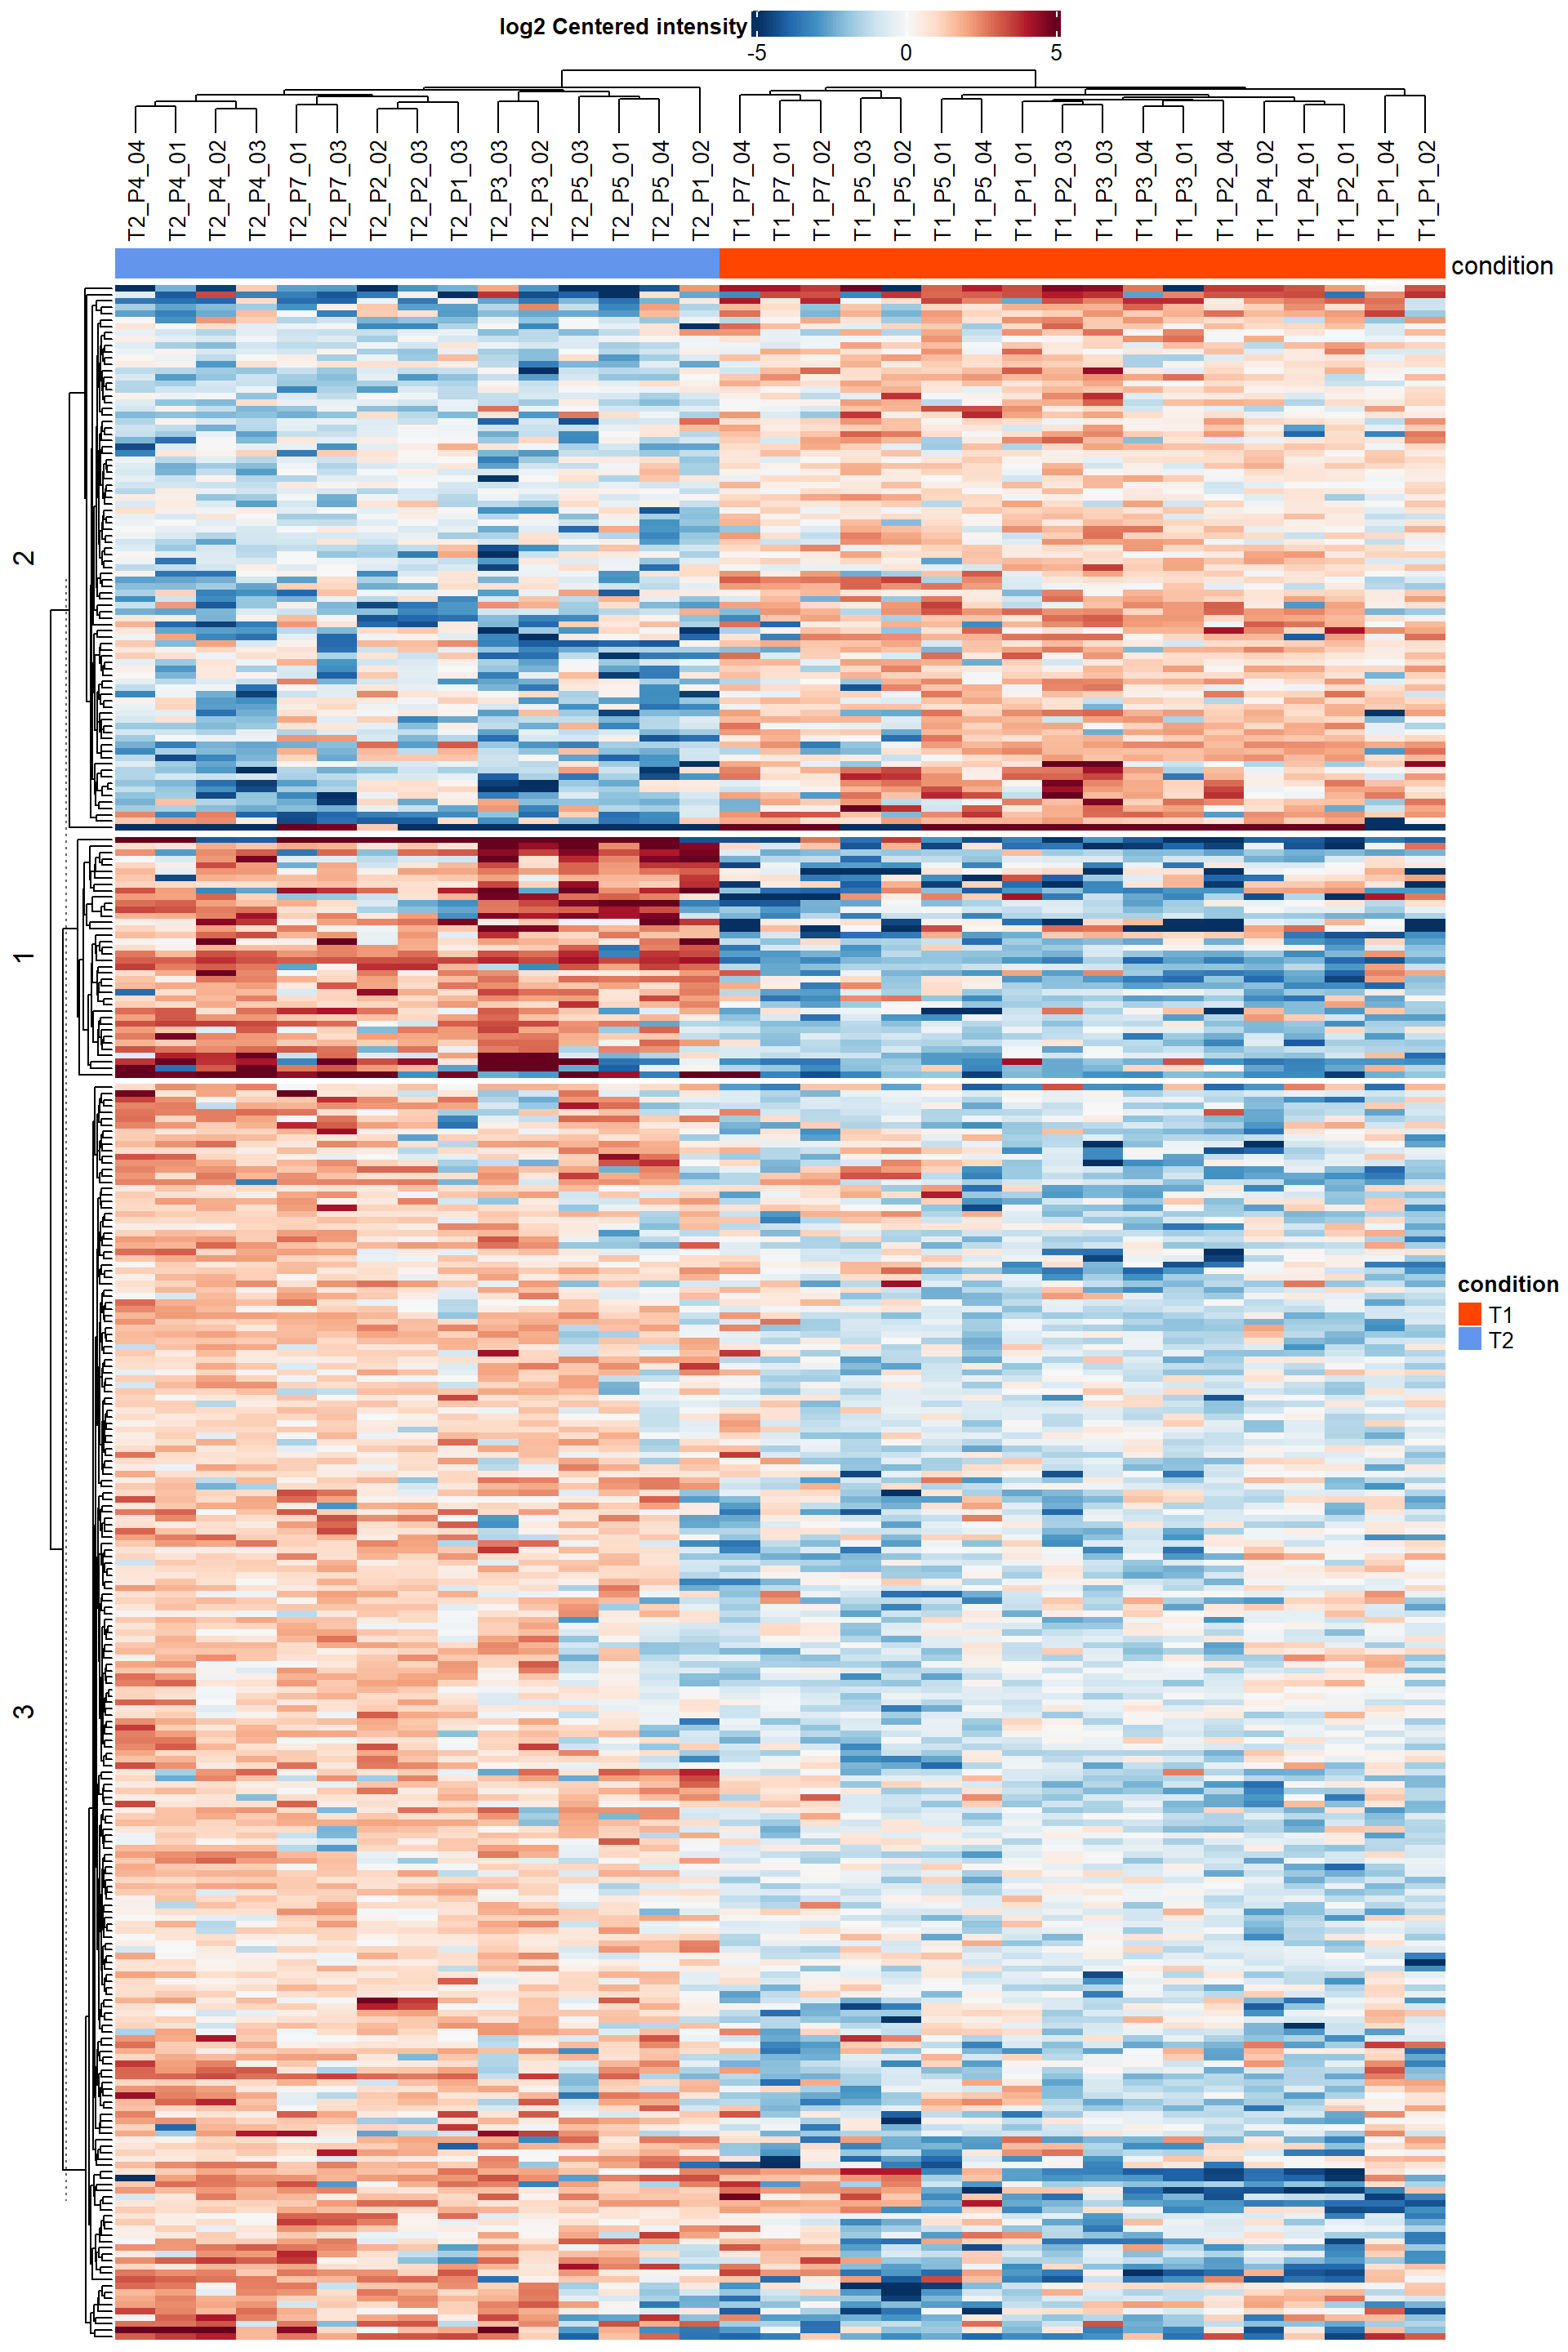 log2 Centered intensity
-5 0 5
T2_P4_04 T2_P4_01 T2_P4_02 T2_P4_03 T2_P7_01 T2_P7_03 T2_P2_02 T2_P2_03 T2_P1_03 T2_P3_03 T2_P3_02 T2_P5_03 T2_P5_01 T2_P5_04 T2_P1_02 T1_P7_04 T1_P7_01 T1_P7_02 T1_P5_03 T1_P5_02 T1_P5_01 T1_P5_04 T1_P1_01 T1_P2_03 T1_P3_03 T1_P3_04 T1_P3_01 T1_P2_04 T1_P4_02 T1_P4_01 T1_P2_01 T1_P1_04 T1_P1_02
condition
2
1
3
condition
T1
T2